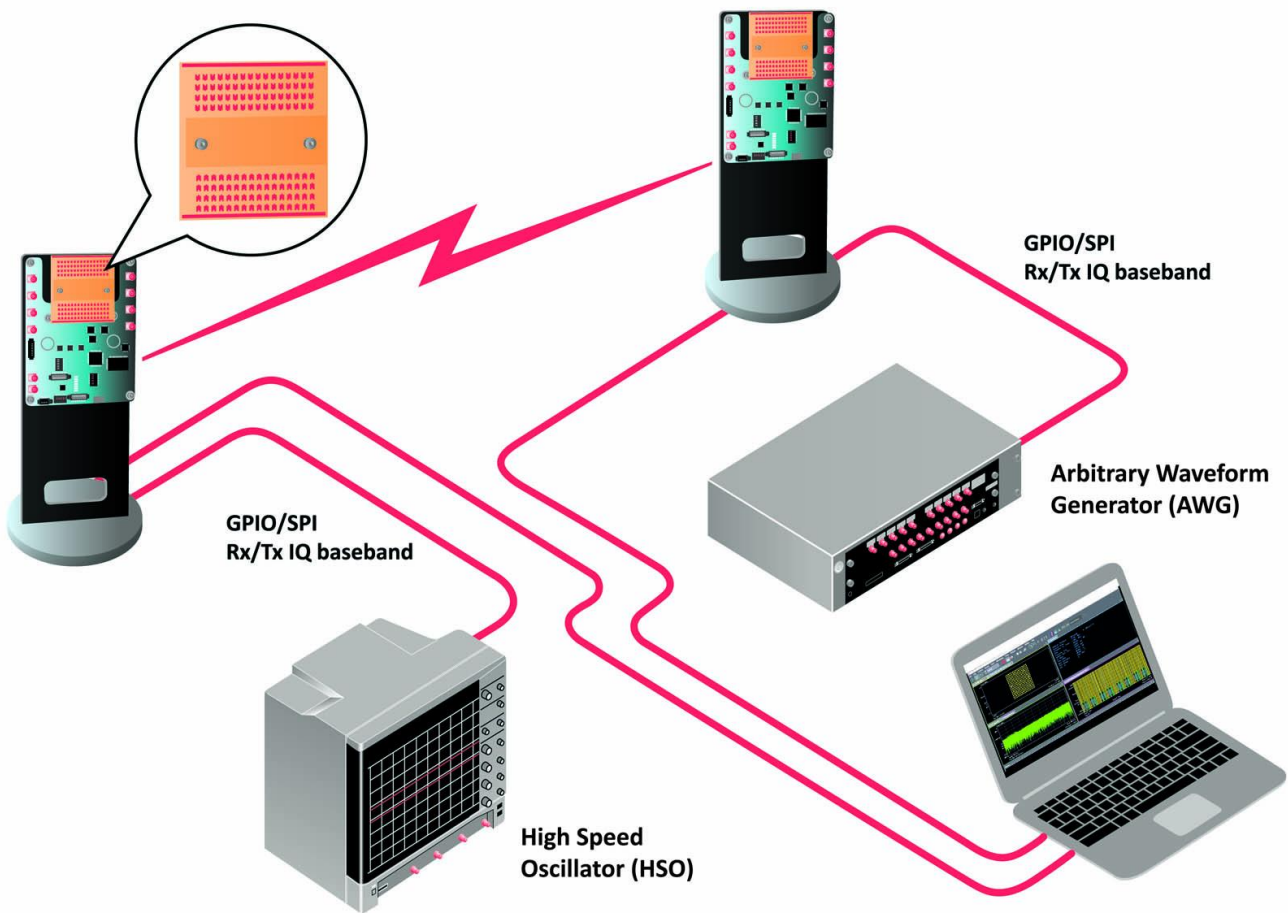 GPIO/SPI
Rx/Tx IQ baseband
Arbitrary Waveform
Generator (AWG)
GPIO/SPI
Rx/Tx IQ baseband
High Speed
Oscillator (HSO)